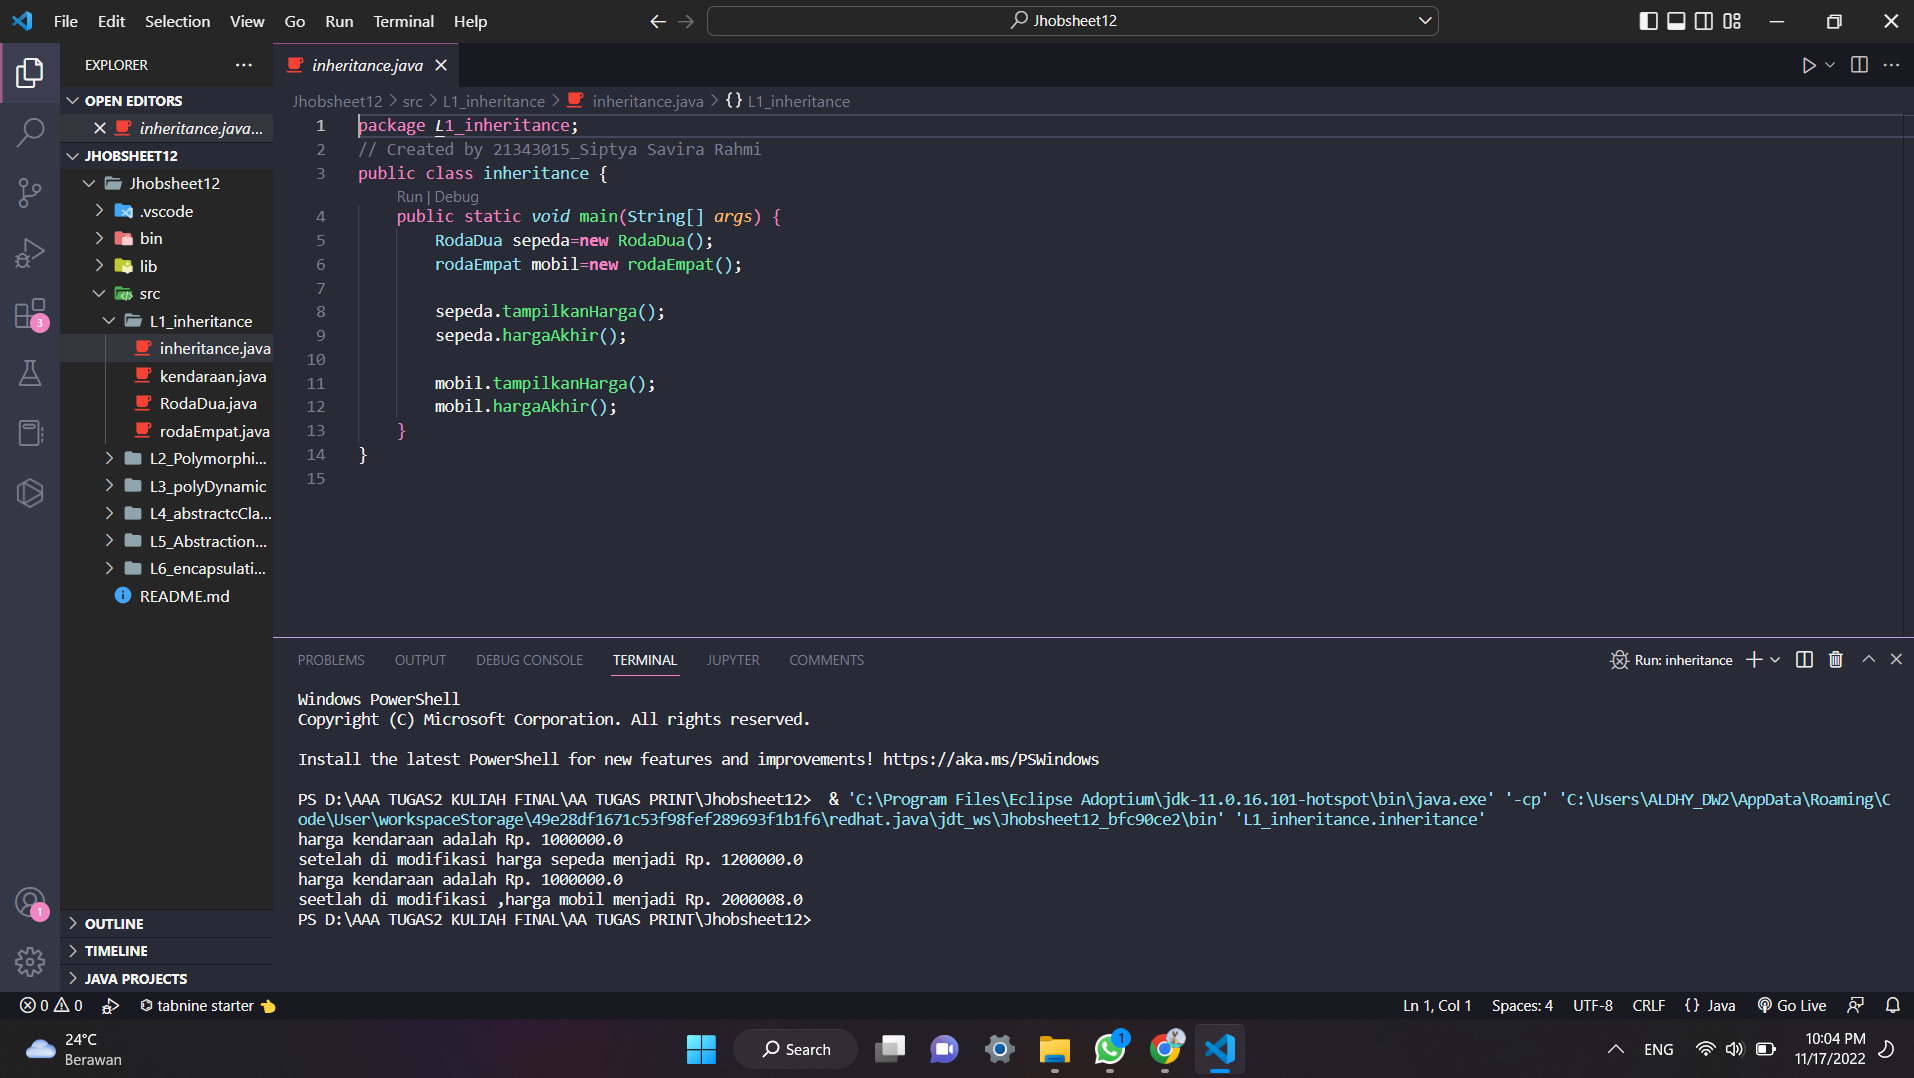 File Edit Selection View Go Run Terminal Help
Jhobsheet12
EXPLORER
OPEN EDITORS
inheritance.java...
JHOBSHEET12
Jhobsheet12
.vscode
bin
lib
src
L1_inheritance
inheritance.java
kendaraan.java
RodaDua.java
rodaEmpat.java
L2_Polymorphi...
L3_polyDynamic
L4_abstractcCla...
L5_Abstraction...
L6_encapsulati...
README.md
OUTLINE
TIMELINE
JAVA PROJECTS
3
1
inheritance.java
Jhobsheet12 > src > L1_inheritance > inheritance.java > {} L1_inheritance
1 package L1_inheritance;
2 // Created by 21343015_Siptya Savira Rahmi
3 public class inheritance {
Run | Debug
4 public static void main(String[] args) {
5 RodaDua sepeda=new RodaDua();
6 rodaEmpat mobil=new rodaEmpat();
7
8 sepeda.tampilkanHarga();
9 sepeda.hargaAkhir();
10
11 mobil.tampilkanHarga();
12 mobil.hargaAkhir();
13 }
14 }
15
PROBLEMS OUTPUT DEBUG CONSOLE TERMINAL JUPYTER COMMENTS
Run: inheritance
Windows PowerShell
Copyright (C) Microsoft Corporation. All rights reserved.
Install the latest PowerShell for new features and improvements! https://aka.ms/PSWindows
PS D:\AAA TUGAS2 KULIAH FINAL\AA TUGAS PRINT\Jhobsheet12> & 'C:\Program Files\Eclipse Adoptium\jdk-11.0.16.101-hotspot\bin\java.exe' '-cp' 'C:\Users\ALDHY_DW2\AppData\Roaming\C
ode\User\workspaceStorage\49e28df1671c53f98fef289693f1b1f6\redhat.java\jdt_ws\Jhobsheet12_bfc90ce2\bin' 'L1_inheritance.inheritance'
harga kendaraan adalah Rp. 1000000.0
setelah di modifikasi harga sepeda menjadi Rp. 1200000.0
harga kendaraan adalah Rp. 1000000.0
seetlah di modifikasi ,harga mobil menjadi Rp. 2000008.0
PS D:\AAA TUGAS2 KULIAH FINAL\AA TUGAS PRINT\Jhobsheet12>
0 0 tabnine starter
Ln 1, Col 1 Spaces: 4 UTF-8 CRLF {} Java Go Live
24°C
Berawan
Search
1
ENG
10:04 PM
11/17/2022